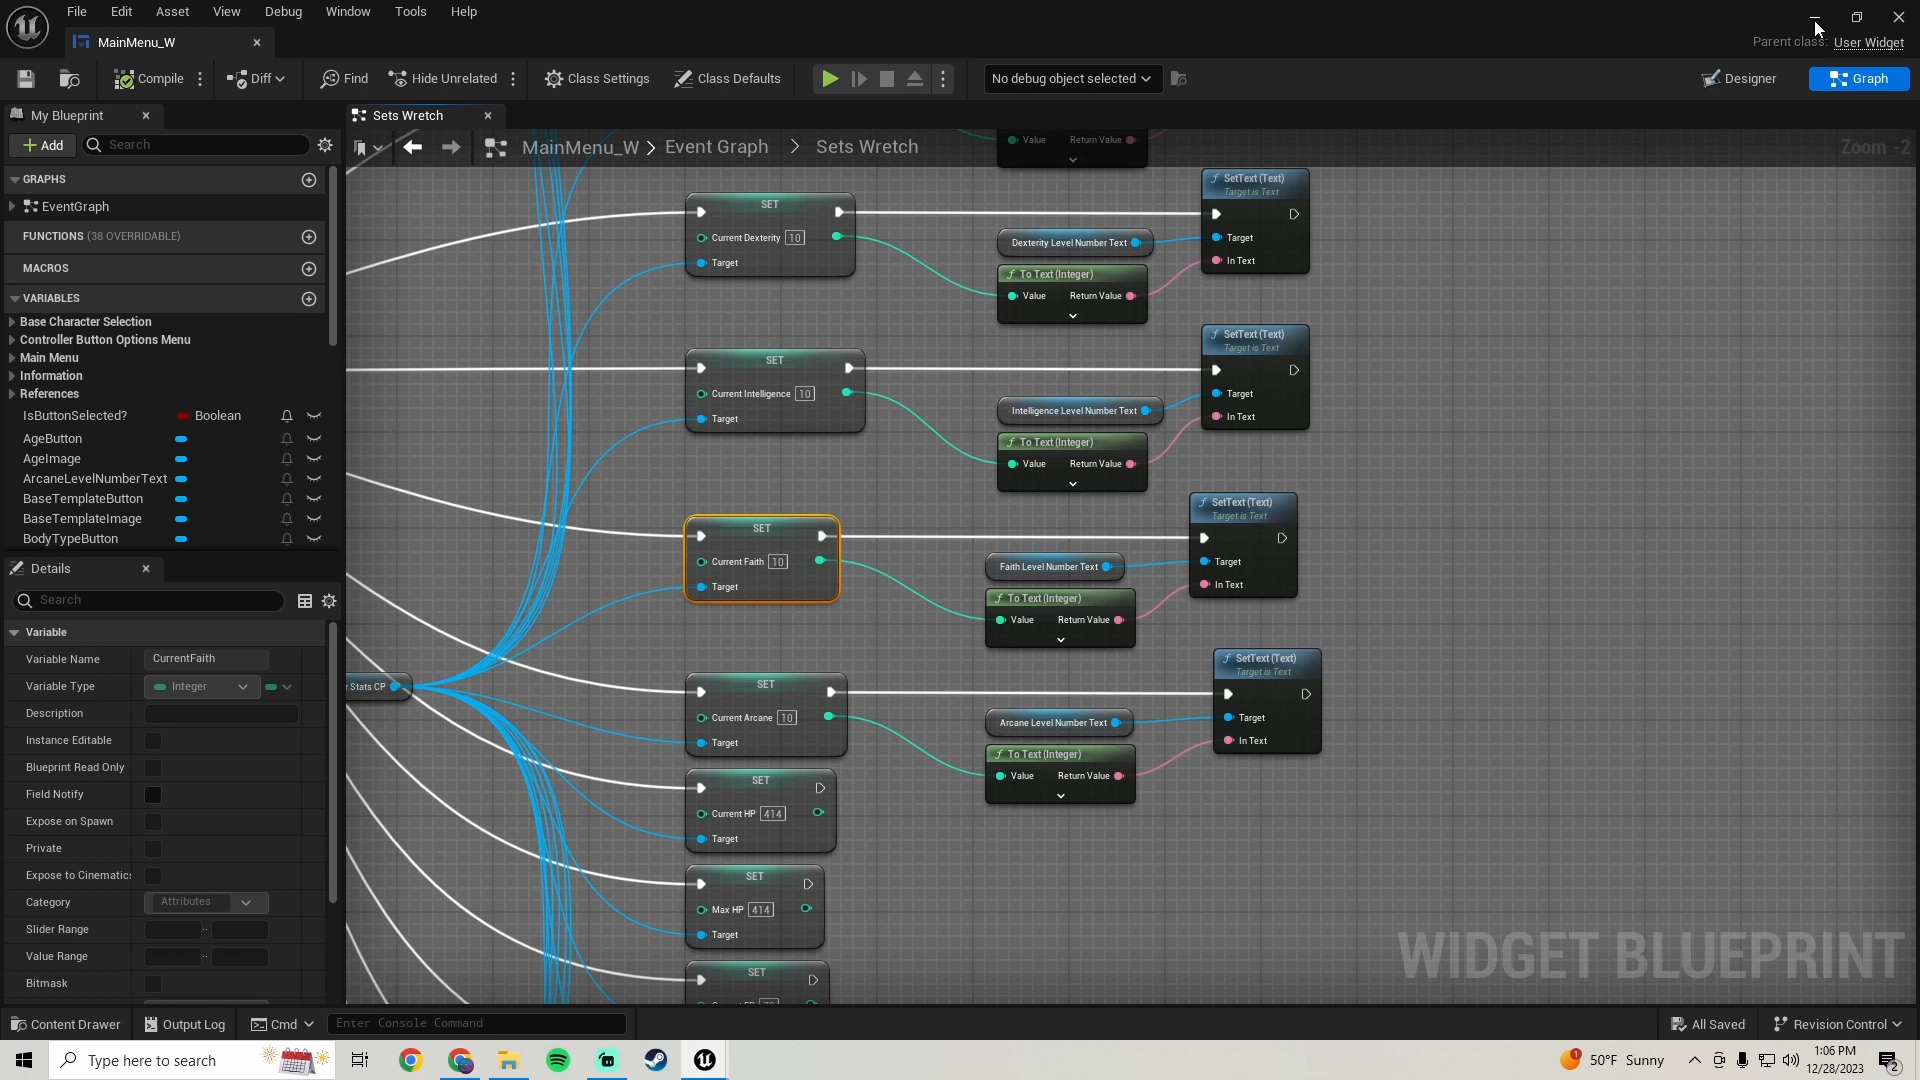 File Edit Asset View Debug Window Tools Help
MainMenu_W
Parent class: User Widget
Compile Diff Find Hide Unrelated Class Settings Class Defaults No debug object selected Designer Graph
My Blueprint
Sets Wretch
Add Search
MainMenu_W > Event Graph > Sets Wretch
Zoom -2
GRAPHS
EventGraph
FUNCTIONS (38 OVERRIDABLE)
MACROS
VARIABLES
Base Character Selection
Controller Button Options Menu
Main Menu
Information
References
IsButtonSelected? Boolean
AgeButton
AgeImage
ArcaneLevelNumberText
BaseTemplateButton
BaseTemplateImage
BodyTypeButton
Details
Search
Variable
Variable Name CurrentFaith
Variable Type Integer
Description
Instance Editable
Blueprint Read Only
Field Notify
Expose on Spawn
Private
Expose to Cinematics
Category Attributes
Slider Range
Value Range
Bitmask
Value Return Value
SET
Current Dexterity 10
Target
Dexterity Level Number Text
To Text (Integer)
Value Return Value
SetText (Text)
Target is Text
Target
In Text
SET
Current Intelligence 10
Target
Intelligence Level Number Text
To Text (Integer)
Value Return Value
SetText (Text)
Target is Text
Target
In Text
SET
Current Faith 10
Target
Faith Level Number Text
To Text (Integer)
Value Return Value
SetText (Text)
Target is Text
Target
In Text
r Stats CP
SET
Current Arcane 10
Target
Arcane Level Number Text
To Text (Integer)
Value Return Value
SetText (Text)
Target is Text
Target
In Text
SET
Current HP 414
Target
SET
Max HP 414
Target
SET
WIDGET BLUEPRINT
Content Drawer Output Log Cmd Enter Console Command All Saved Revision Control
Type here to search
50°F Sunny
1:06 PM
12/28/2023
2